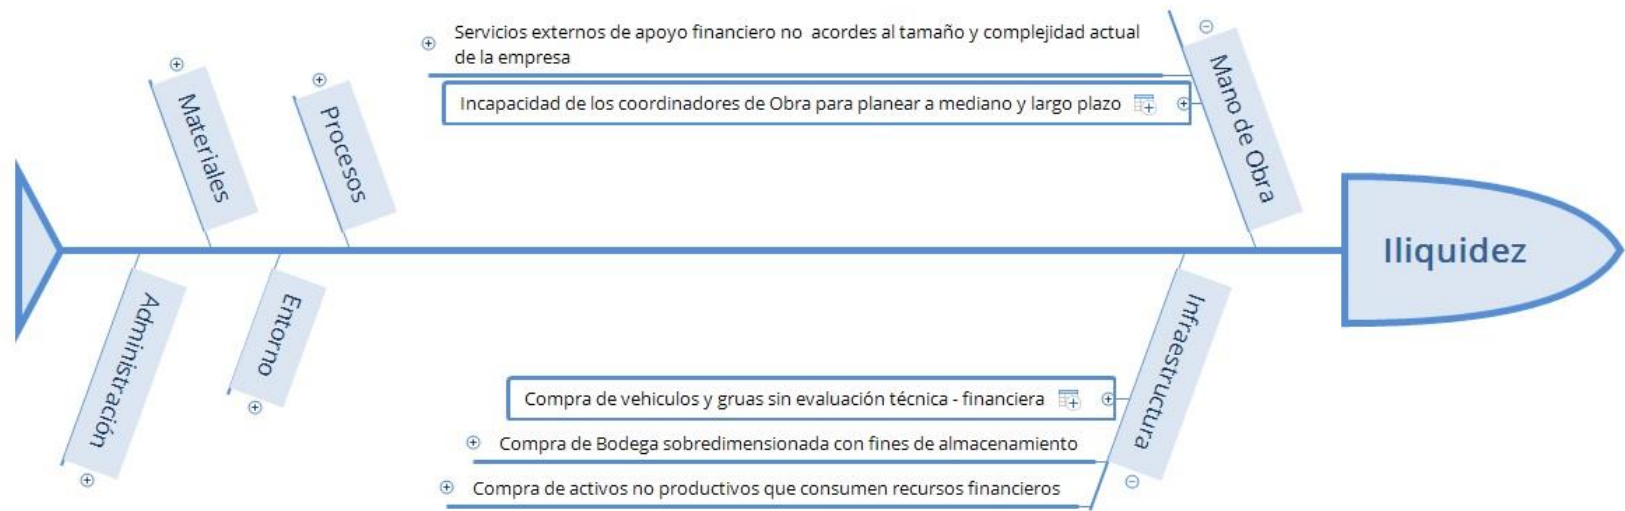 Servicios externos de apoyo financiero no acordes al tamaño y complejidad actual
de la empresa
Incapacidad de los coordinadores de Obra para planear a mediano y largo plazo
Mano de Obra
Materiales
Procesos
Iliquidez
Administración
Entorno
Infraestructura
Compra de vehiculos y gruas sin evaluación técnica - financiera
Compra de Bodega sobredimensionada con fines de almacenamiento
Compra de activos no productivos que consumen recursos financieros